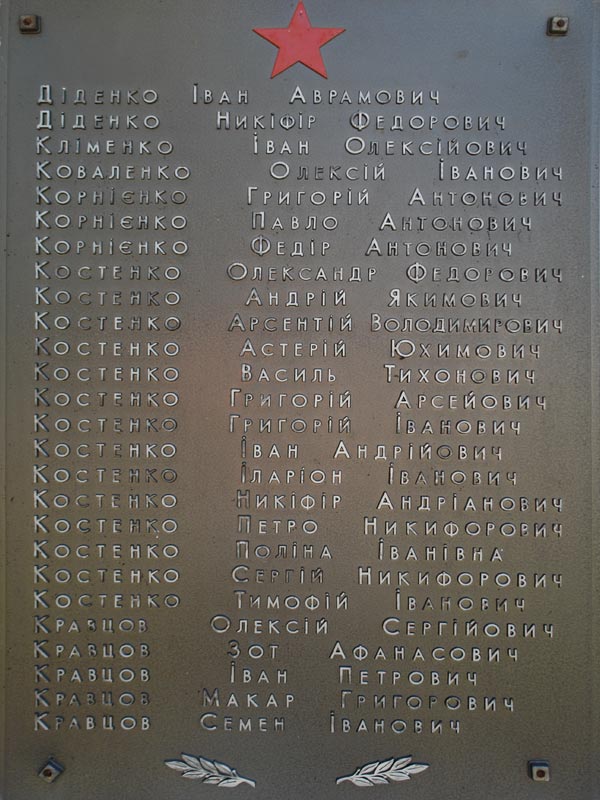 Діденко Іван Аврамович
Діденко Никіфір Федорович
Кліменко Іван Олексійович
Коваленко Олексій Іванович
Корнієнко Григорій Антонович
Корнієнко Павло Антонович
Корнієнко Федір Антонович
Костенко Олександр Федорович
Костенко Андрій Якимович
Костенко Арсентій Володимирович
Костенко Астерій Юхимович
Костенко Василь Тихонович
Костенко Григорій Арсейович
Костенко Григорій Іванович
Костенко Іван Андрійович
Костенко Іларіон Іванович
Костенко Никіфір Андріанович
Костенко Петро Никифорович
Костенко Поліна Іванівна
Костенко Сергій Никифорович
Костенко Тимофій Іванович
Кравцов Олексій Сергійович
Кравцов Зот Афанасович
Кравцов Іван Петрович
Кравцов Макар Григорович
Кравцов Семен Іванович